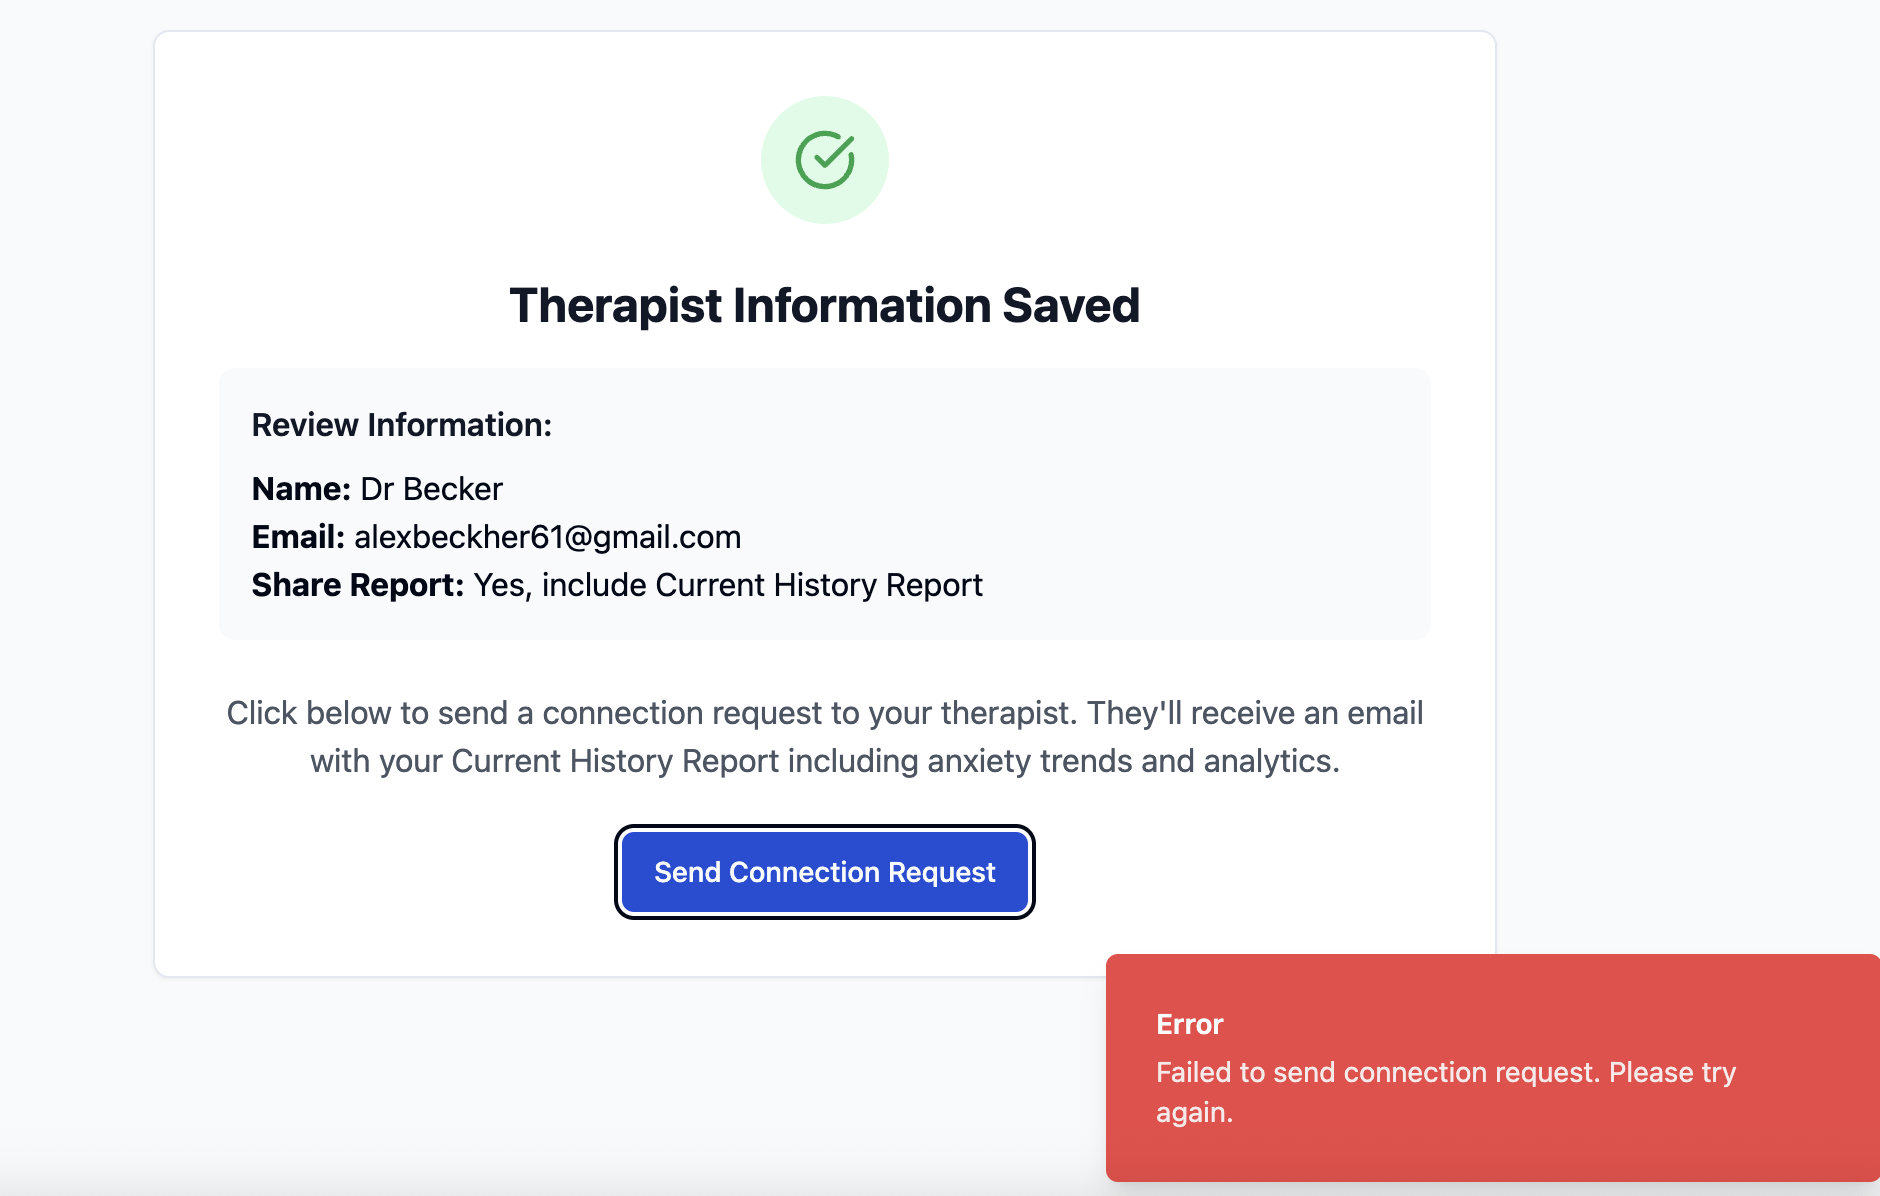 Therapist Information Saved
Review Information:
Name: Dr Becker
Email: alexbeckher61@gmail.com
Share Report: Yes, include Current History Report
Click below to send a connection request to your therapist. They'll receive an email
with your Current History Report including anxiety trends and analytics.
Send Connection Request
Error
Failed to send connection request. Please try
again.